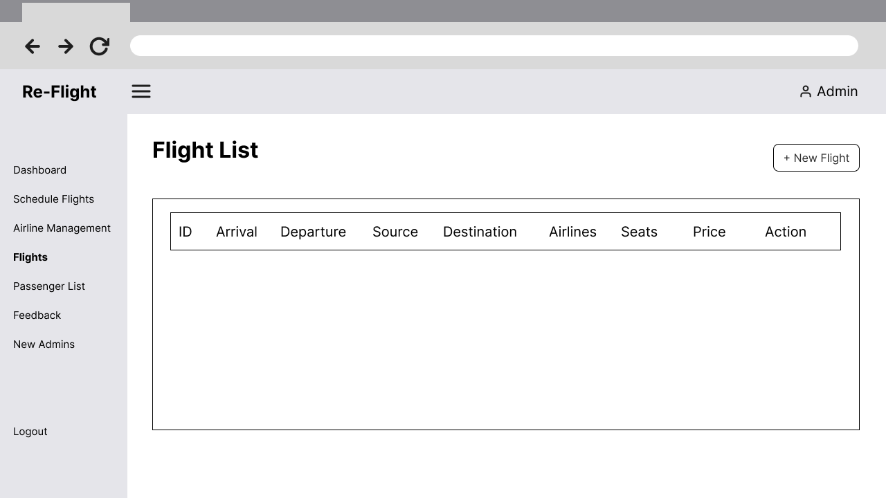 Re-Flight
Admin
Dashboard
Schedule Flights
Airline Management
Flights
Passenger List
Feedback
New Admins
Logout
Flight List
+ New Flight
ID Arrival Departure Source Destination Airlines Seats Price Action